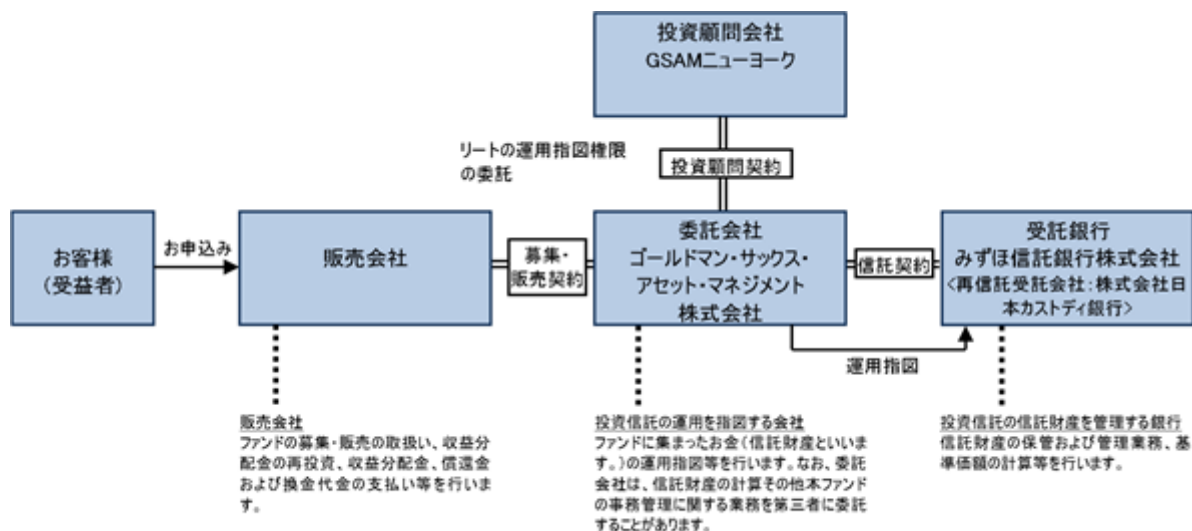 投資顧問会社
GSAMニューヨーク
リートの運用指図権限
の委託
投資顧問契約
お客様
（受益者）
お申込み
販売会社
募集・
販売契約
委託会社
ゴールドマン・サックス・
アセット・マネジメント
株式会社
信託契約
受託銀行
みずほ信託銀行株式会社
<再信託受託会社：株式会社日
本カストディ銀行>
運用指図
販売会社
ファンドの募集・販売の取扱い、収益分
配金の再投資、収益分配金、償還金
および換金代金の支払い等を行いま
す。
投資信託の運用を指図する会社
ファンドに集まったお金（信託財産といいま
す。）の運用指図等を行います。なお、委託
会社は、信託財産の計算その他本ファンド
の事務管理に関する業務を第三者に委託
することがあります。
投資信託の信託財産を管理する銀行
信託財産の保管および管理業務、基
準価額の計算等を行います。